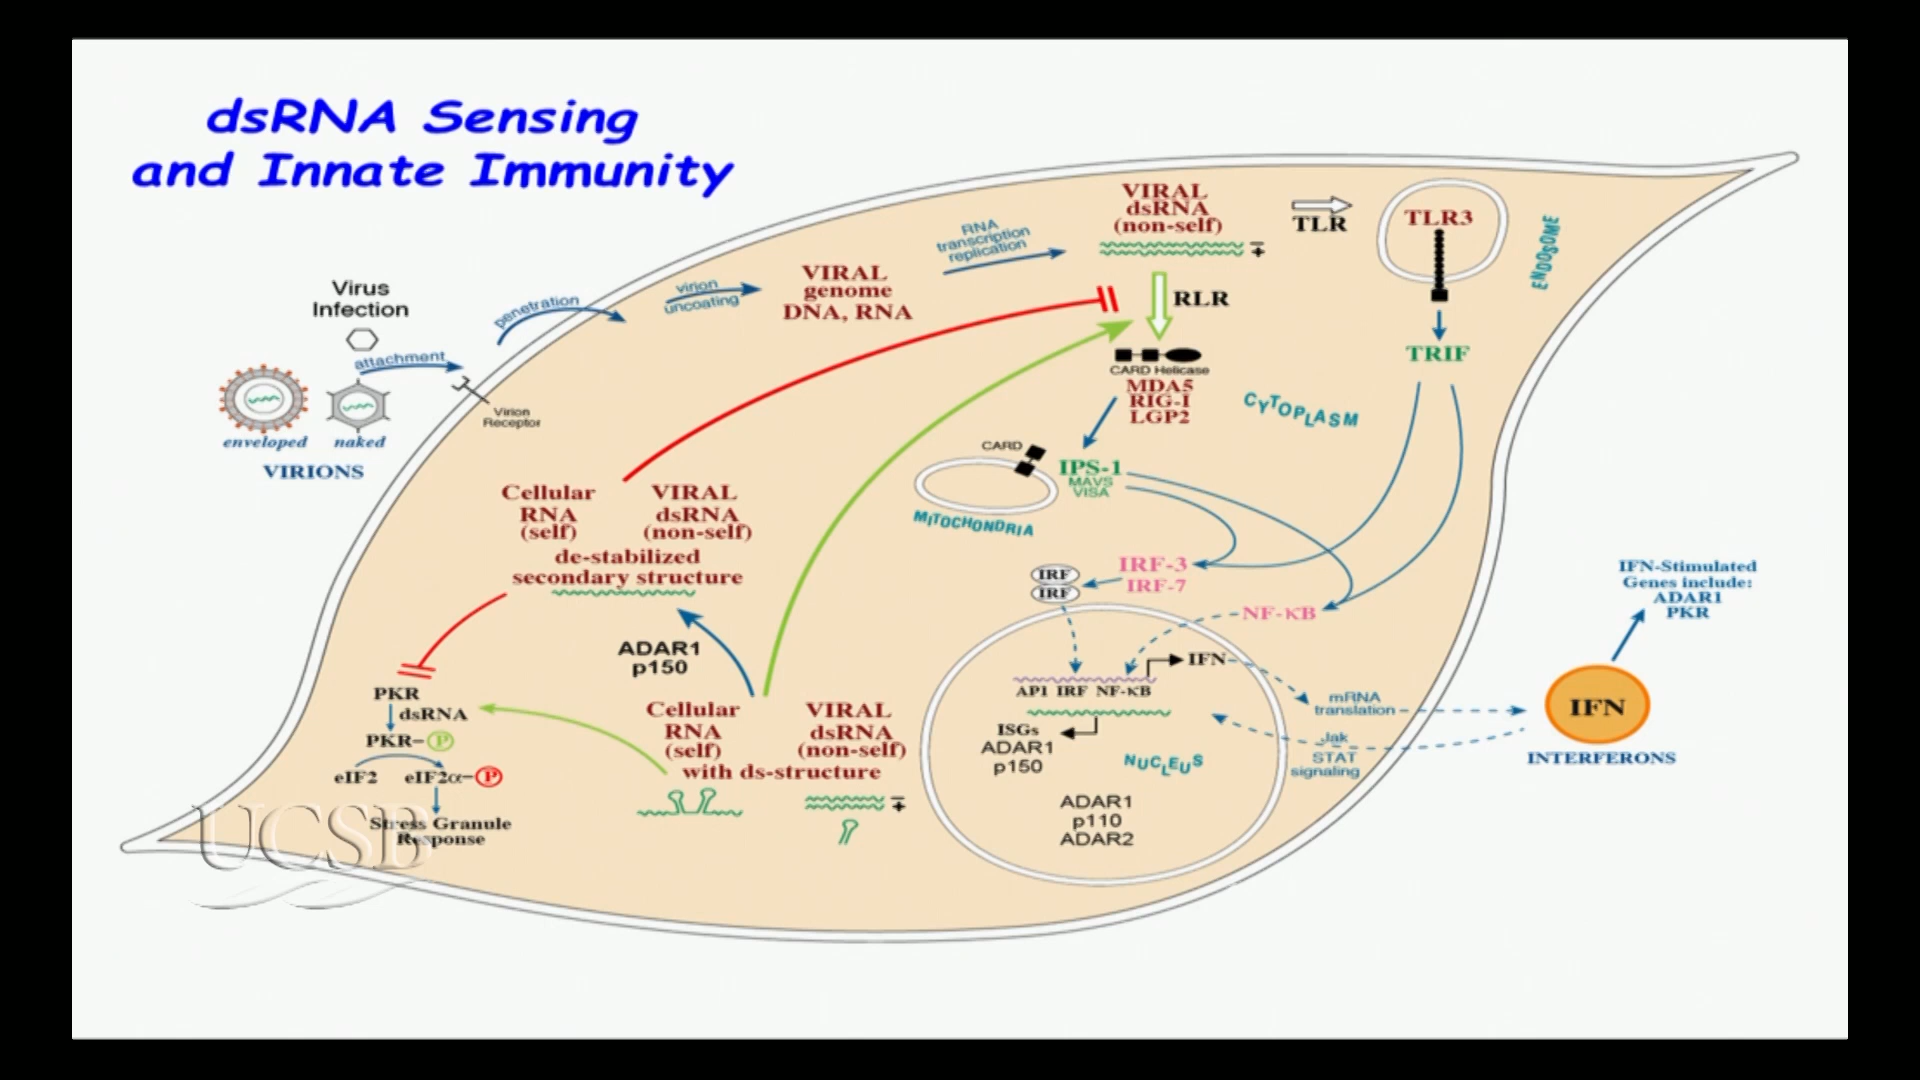 dsRNA Sensing
and Innate Immunity
Virus
Infection
attachment
penetration
virion
uncoating
VIRAL
genome
DNA, RNA
RNA
transcription
replication
VIRAL
dsRNA
(non-self)
∓
TLR
TLR3
ENDOSOME
TRIF
RLR
CARD Helicase
MDA5
RIG-I
LGP2
CYTOPLASM
Virion
Receptor
enveloped
naked
VIRIONS
CARD
IPS-1
MAVS
VISA
MITOCHONDRIA
Cellular
RNA
(self)
VIRAL
dsRNA
(non-self)
de-stabilized
secondary structure
IRF-3
IRF-7
IRF
IRF
NF-κB
IFN-Stimulated
Genes include:
ADAR1
PKR
ADAR1
p150
IFN
AP1 IRF NF-κB
mRNA
translation
IFN
INTERFERONS
Jak
STAT
signaling
ISGs
ADAR1
p150
NUCLEUS
ADAR1
p110
ADAR2
Cellular
RNA
(self)
VIRAL
dsRNA
(non-self)
with ds-structure
∓
PKR
dsRNA
PKR-P
eIF2 eIF2α-P
Stress Granule
Response
UCSB